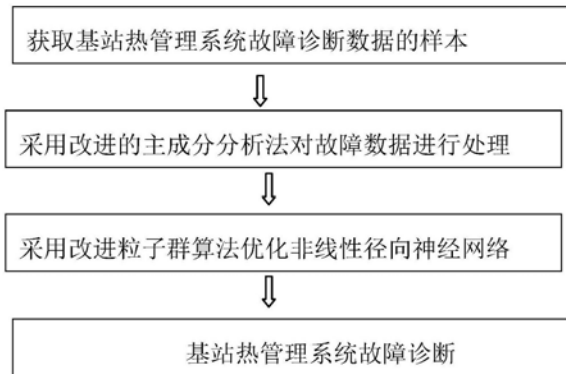 获取基站热管理系统故障诊断数据的样本
采用改进的主成分分析法对故障数据进行处理
采用改进粒子群算法优化非线性径向神经网络
基站热管理系统故障诊断